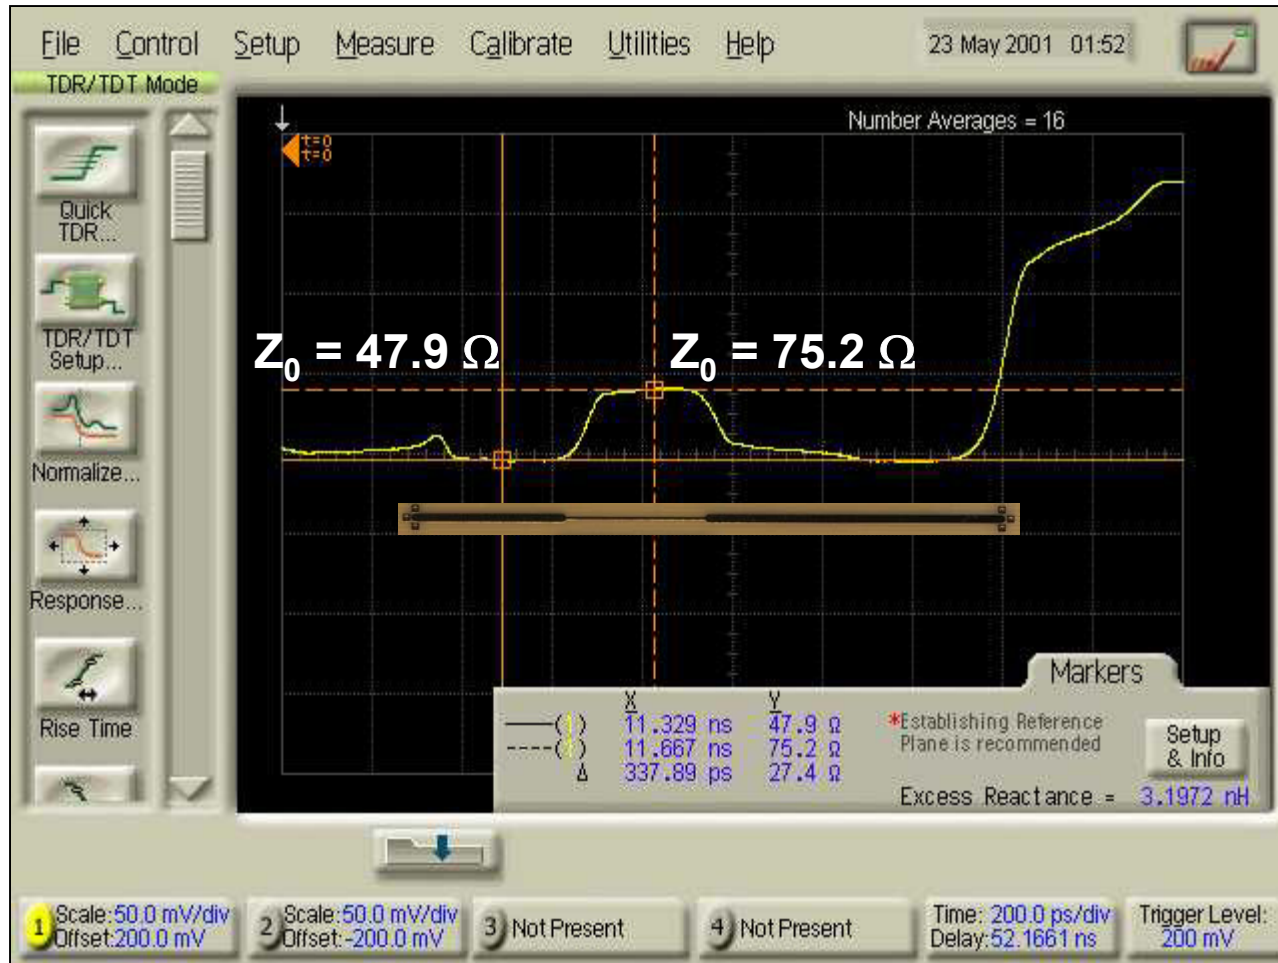 File Control Setup Measure Calibrate Utilities Help 23 May 2001 01:52
TDR/TDT Mode
Number Averages = 16
t=0
t=0
Quick
TDR...
TDR/TDT
Setup...
Z0 = 47.9 Ω Z0 = 75.2 Ω
Normalize...
Response...
Rise Time
Markers
X Y
——( ) 11.329 ns 47.9 Ω
----( ) 11.667 ns 75.2 Ω
Δ 337.89 ps 27.4 Ω
*Establishing Reference
Plane is recommended
Setup
& Info
Excess Reactance = 3.1972 nH
1 Scale:50.0 mV/div
Offset:200.0 mV
2 Scale:50.0 mV/div
Offset:-200.0 mV
3 Not Present
4 Not Present
Time: 200.0 ps/div
Delay:52.1661 ns
Trigger Level:
200 mV